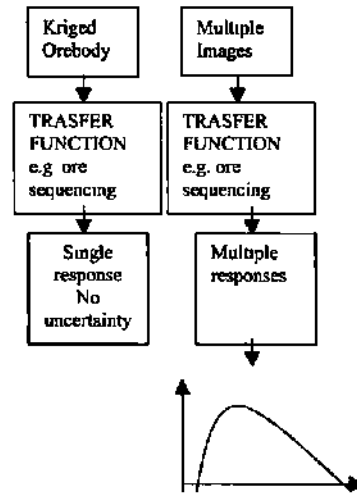 Kriged
Orebody
TRASFER
FUNCTION
e.g ore
sequencing
Single
response
No
uncertainty
Multiple
Images
TRASFER
FUNCTION
e.g. ore
sequencing
Multiple
responses